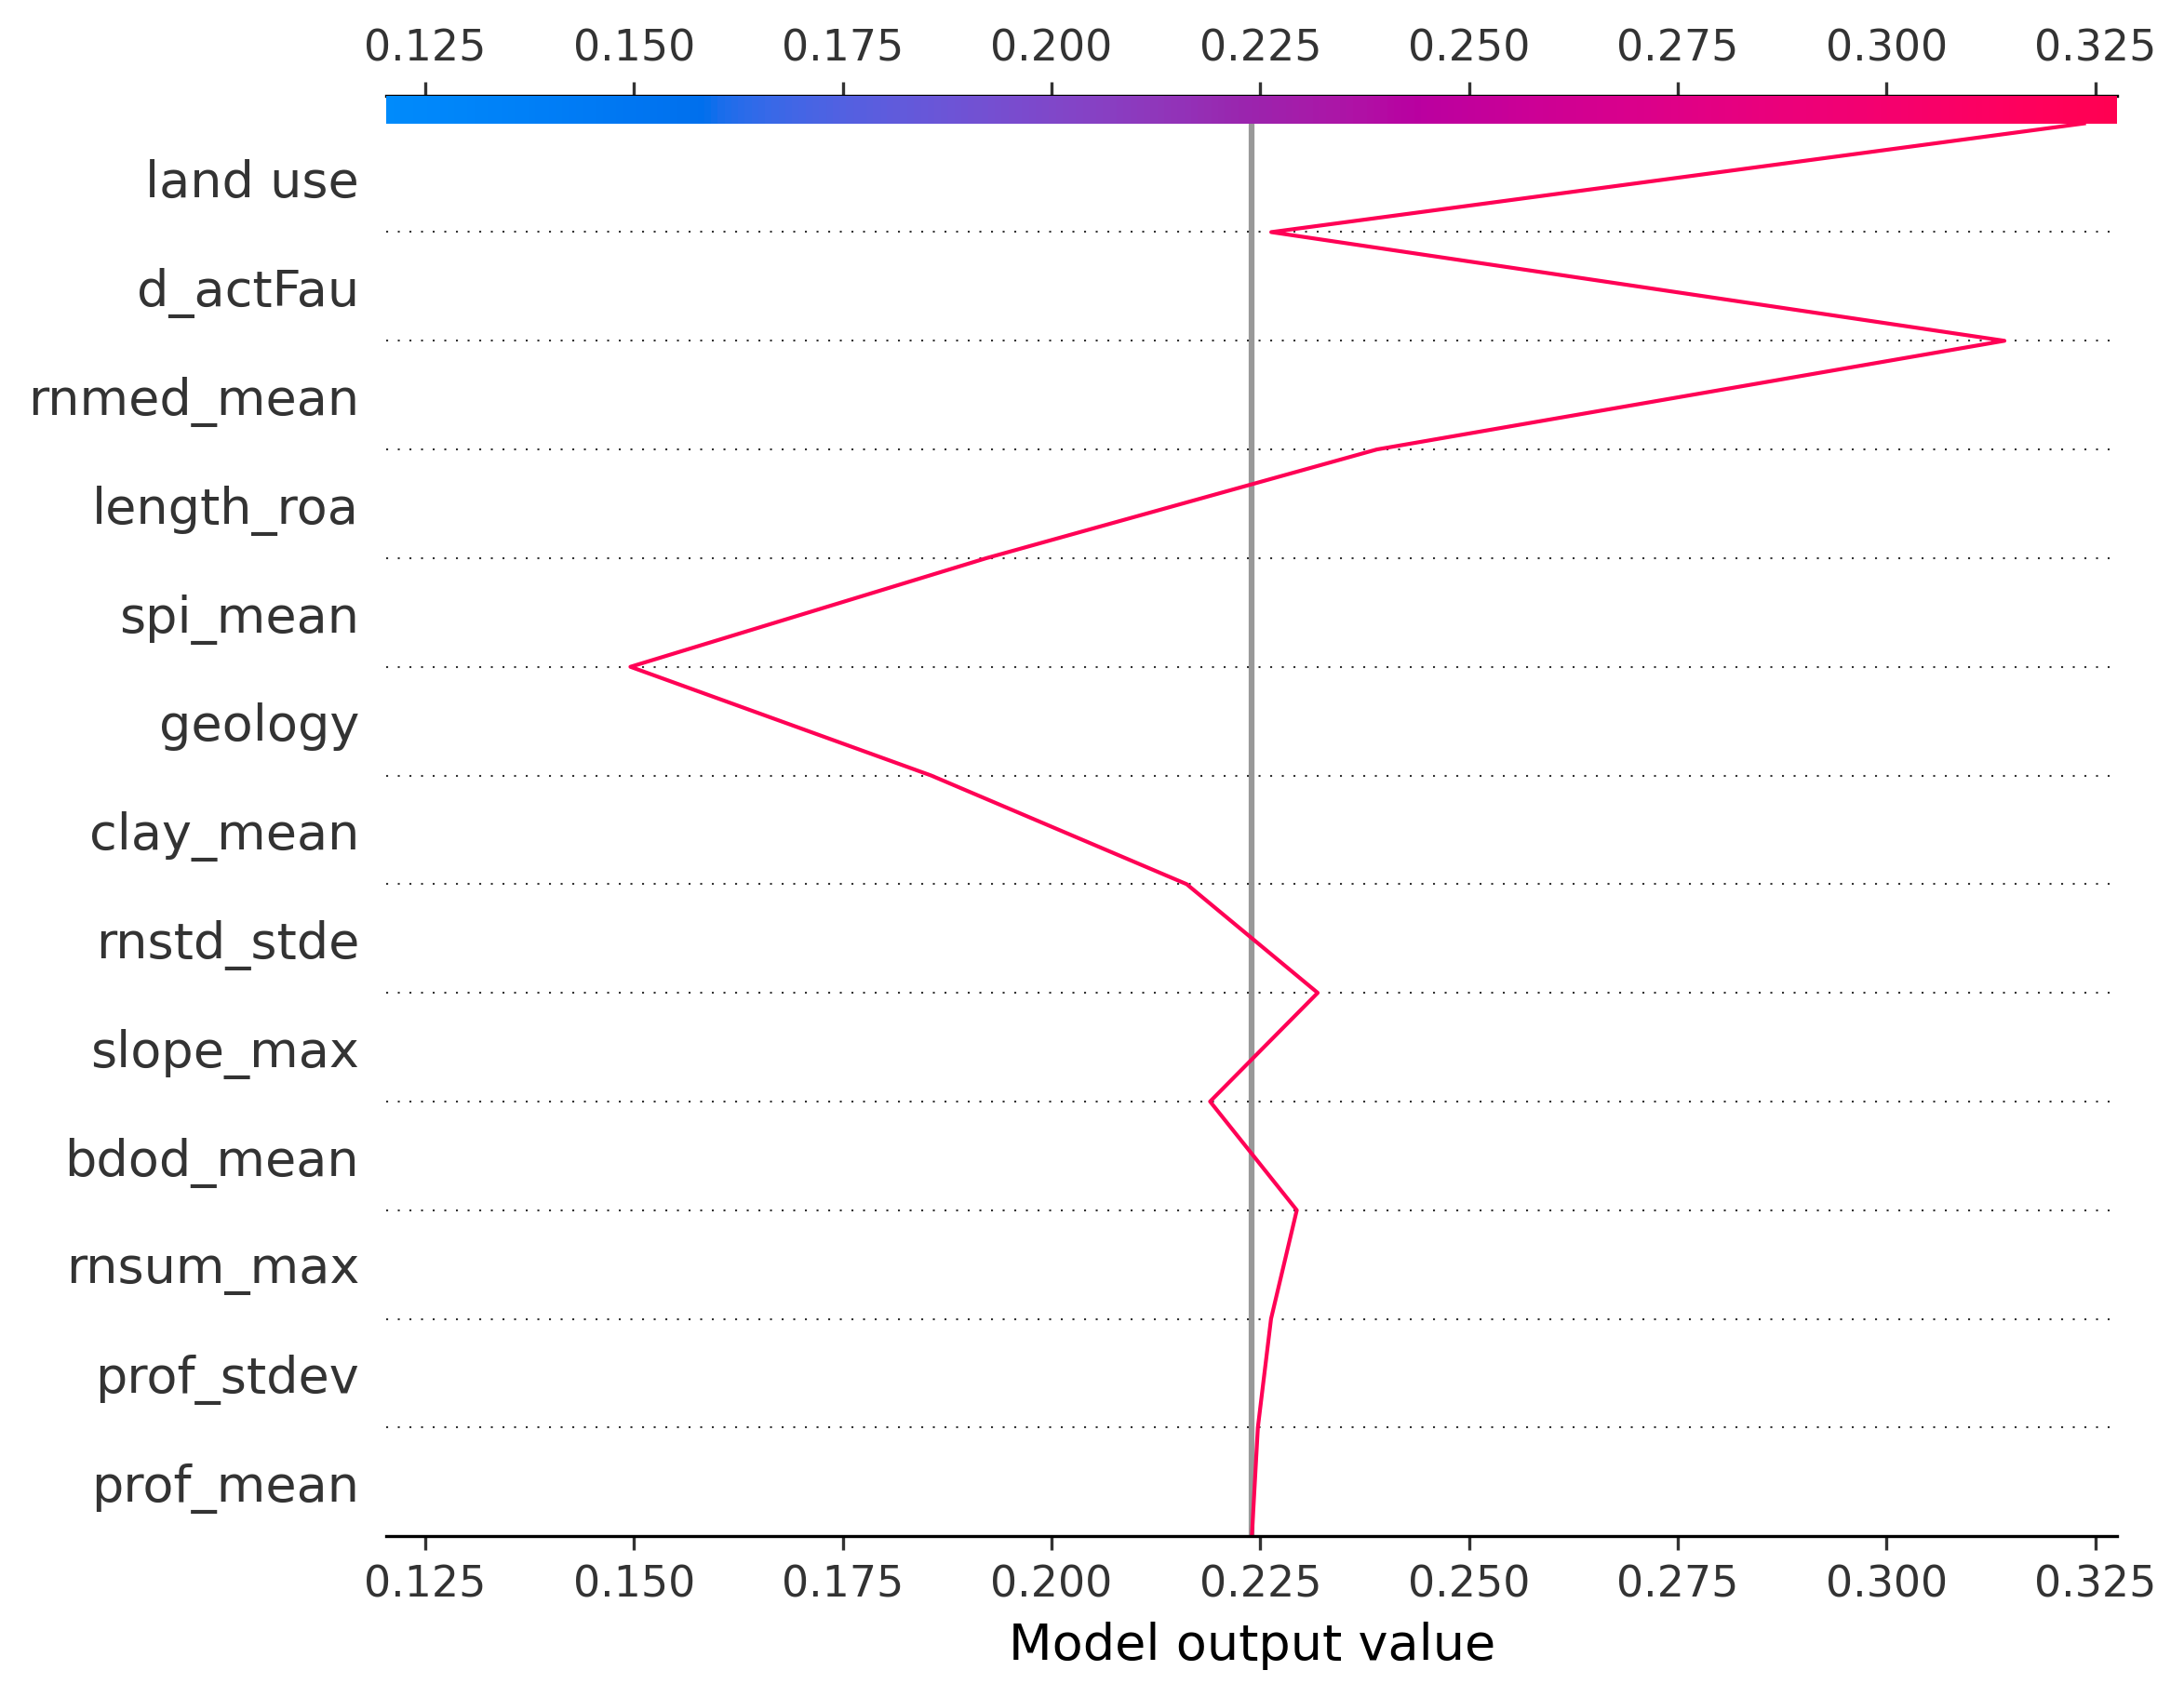 0.125 0.150 0.175 0.200 0.225 0.250 0.275 0.300 0.325
land use
d_actFau
rnmed_mean
length_roa
spi_mean
geology
clay_mean
rnstd_stde
slope_max
bdod_mean
rnsum_max
prof_stdev
prof_mean
0.125 0.150 0.175 0.200 0.225 0.250 0.275 0.300 0.325
Model output value